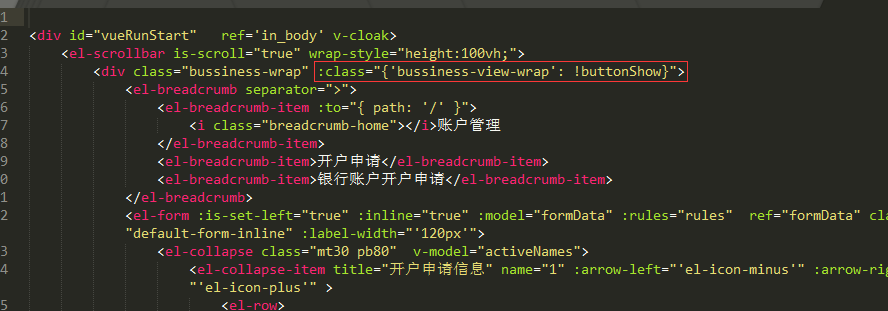 1
2 <div id="vueRunStart" ref='in_body' v-cloak>
3 <el-scrollbar is-scroll="true" wrap-style="height:100vh;">
4 <div class="bussiness-wrap" :class="{'bussiness-view-wrap': !buttonShow}">
5 <el-breadcrumb separator=">">
6 <el-breadcrumb-item :to="{ path: '/' }">
7 <i class="breadcrumb-home"></i>账户管理
8 </el-breadcrumb-item>
9 <el-breadcrumb-item>开户申请</el-breadcrumb-item>
0 <el-breadcrumb-item>银行账户开户申请</el-breadcrumb-item>
1 </el-breadcrumb>
2 <el-form :is-set-left="true" :inline="true" :model="formData" :rules="rules" ref="formData" cla
"default-form-inline" :label-width="'120px'">
3 <el-collapse class="mt30 pb80" v-model="activeNames">
4 <el-collapse-item title="开户申请信息" name="1" :arrow-left="'el-icon-minus'" :arrow-rig
"'el-icon-plus'" >
5 <el-row>